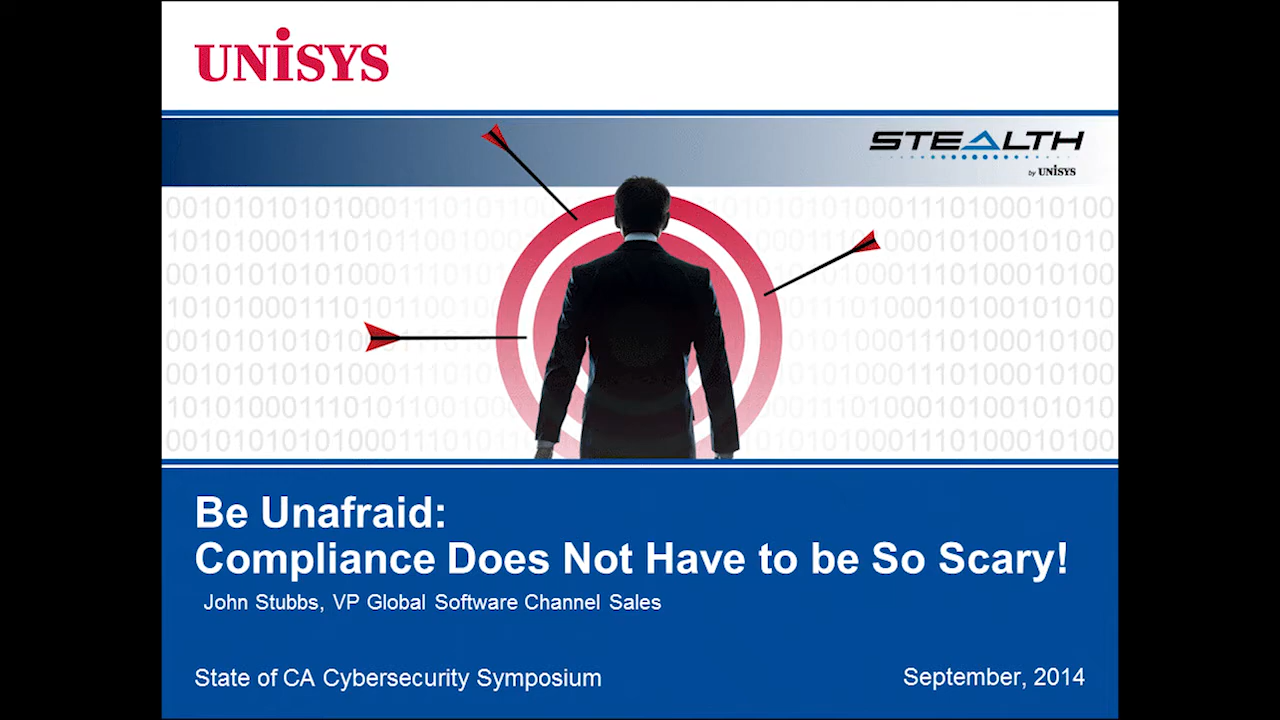 UNiSYS
STEALTH
by UNiSYS
Be Unafraid:
Compliance Does Not Have to be So Scary!
John Stubbs, VP Global Software Channel Sales
State of CA Cybersecurity Symposium
September, 2014